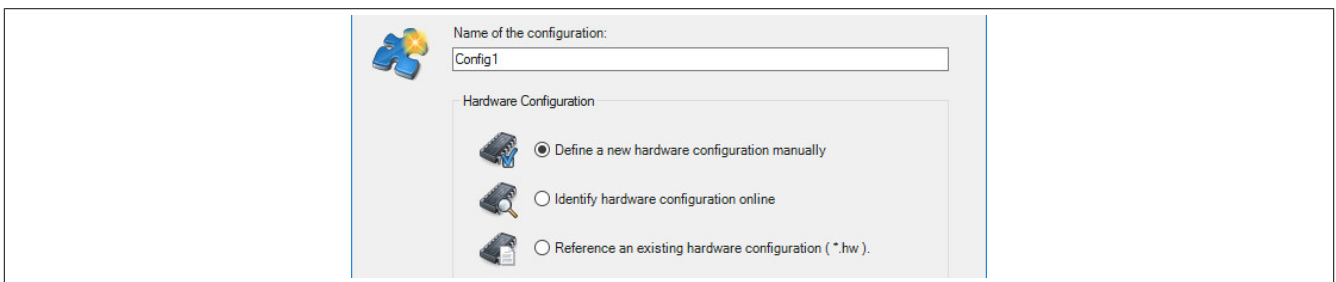 Name of the configuration:
Config1
Hardware Configuration
Define a new hardware configuration manually
Identify hardware configuration online
Reference an existing hardware configuration ( *.hw ).